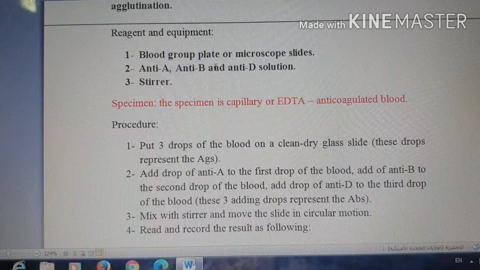 agglutination.
Made with KINEMASTER
Reagent and equipment:
1- Blood group plate or microscope slides.
2- Anti-A, Anti-B and anti-D solution.
3- Stirrer.
Specimen: the specimen is capillary or EDTA – anticoagulated blood.
Procedure:
1- Put 3 drops of the blood on a clean-dry glass slide (these drops
represent the Ags).
2- Add drop of anti-A to the first drop of the blood, add of anti-B to
the second drop of the blood, add drop of anti-D to the third drop
of the blood (these 3 adding drops represent the Abs).
3- Mix with stirrer and move the slide in circular motion.
4- Read and record the result as following:
124%
EN